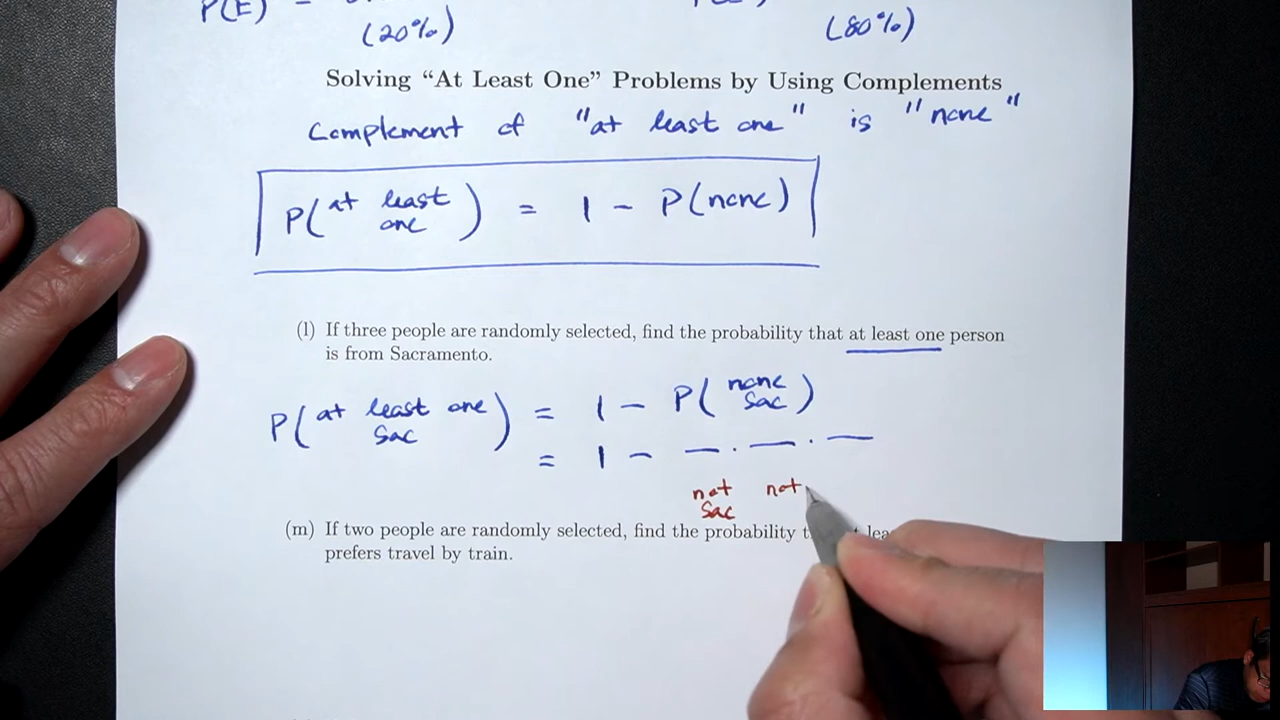 P(E) =
(20%) (80%)
Solving “At Least One” Problems by Using Complements
Complement of "at least one" is "none"
P(at least one) = 1 - P(none)
(l) If three people are randomly selected, find the probability that at least one person
is from Sacramento.
P(at least one Sac) = 1 - P(none Sac)
= 1 - __ · __ · __
not Sac not
(m) If two people are randomly selected, find the probability
prefers travel by train.